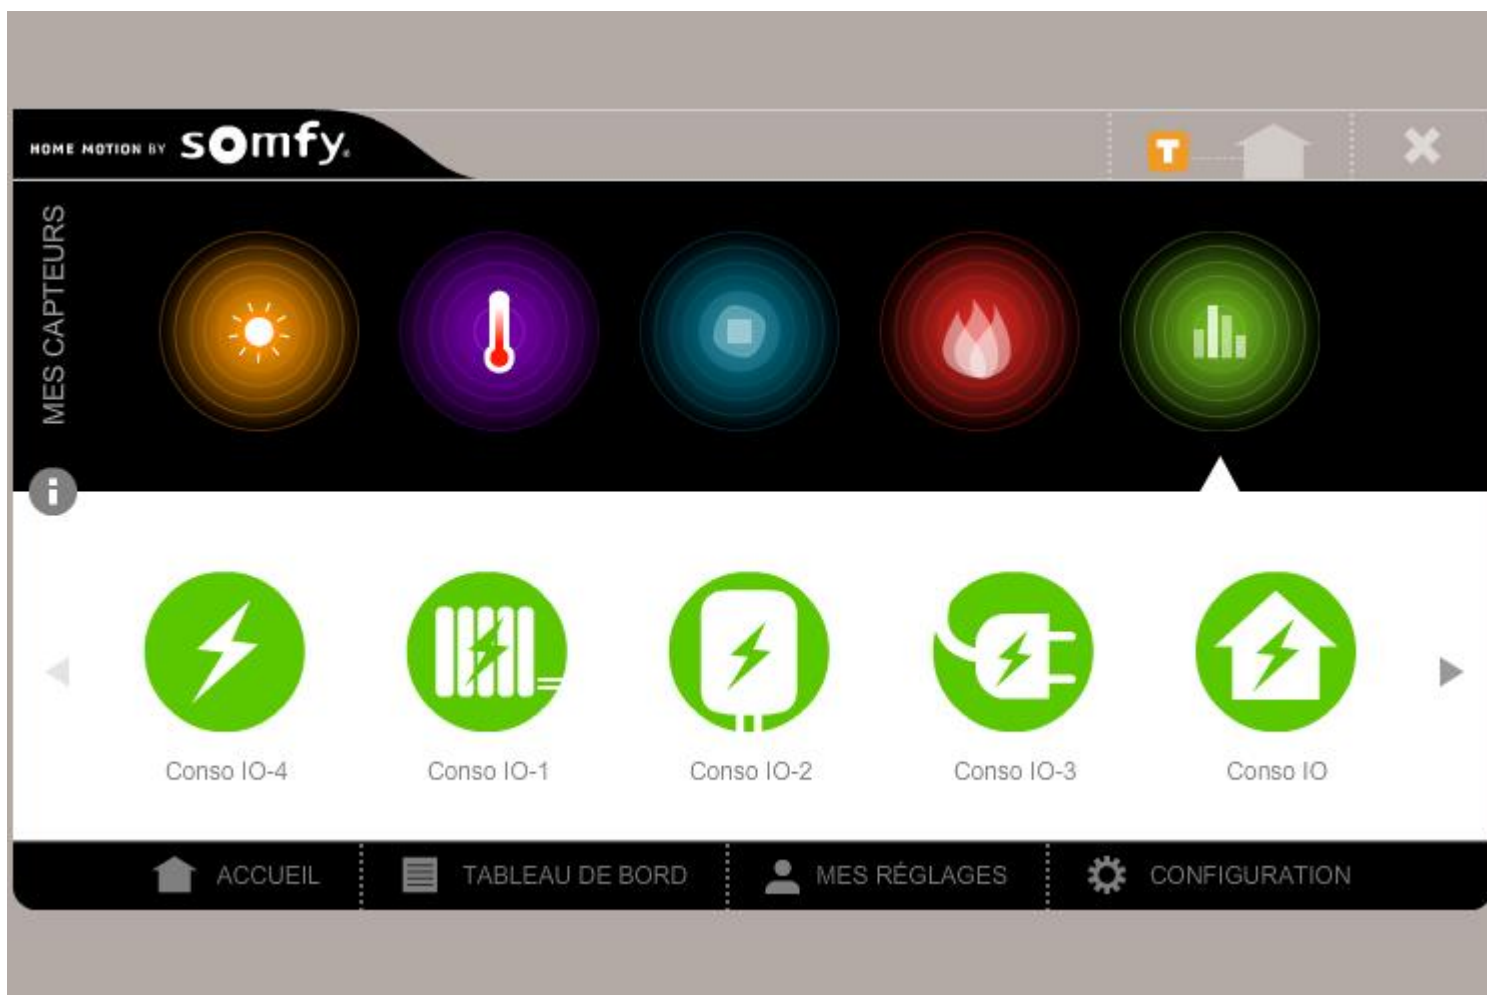 HOME MOTION BY somfy.
T
MES CAPTEURS
i
Conso IO-4
Conso IO-1
Conso IO-2
Conso IO-3
Conso IO
ACCUEIL
TABLEAU DE BORD
MES RÉGLAGES
CONFIGURATION